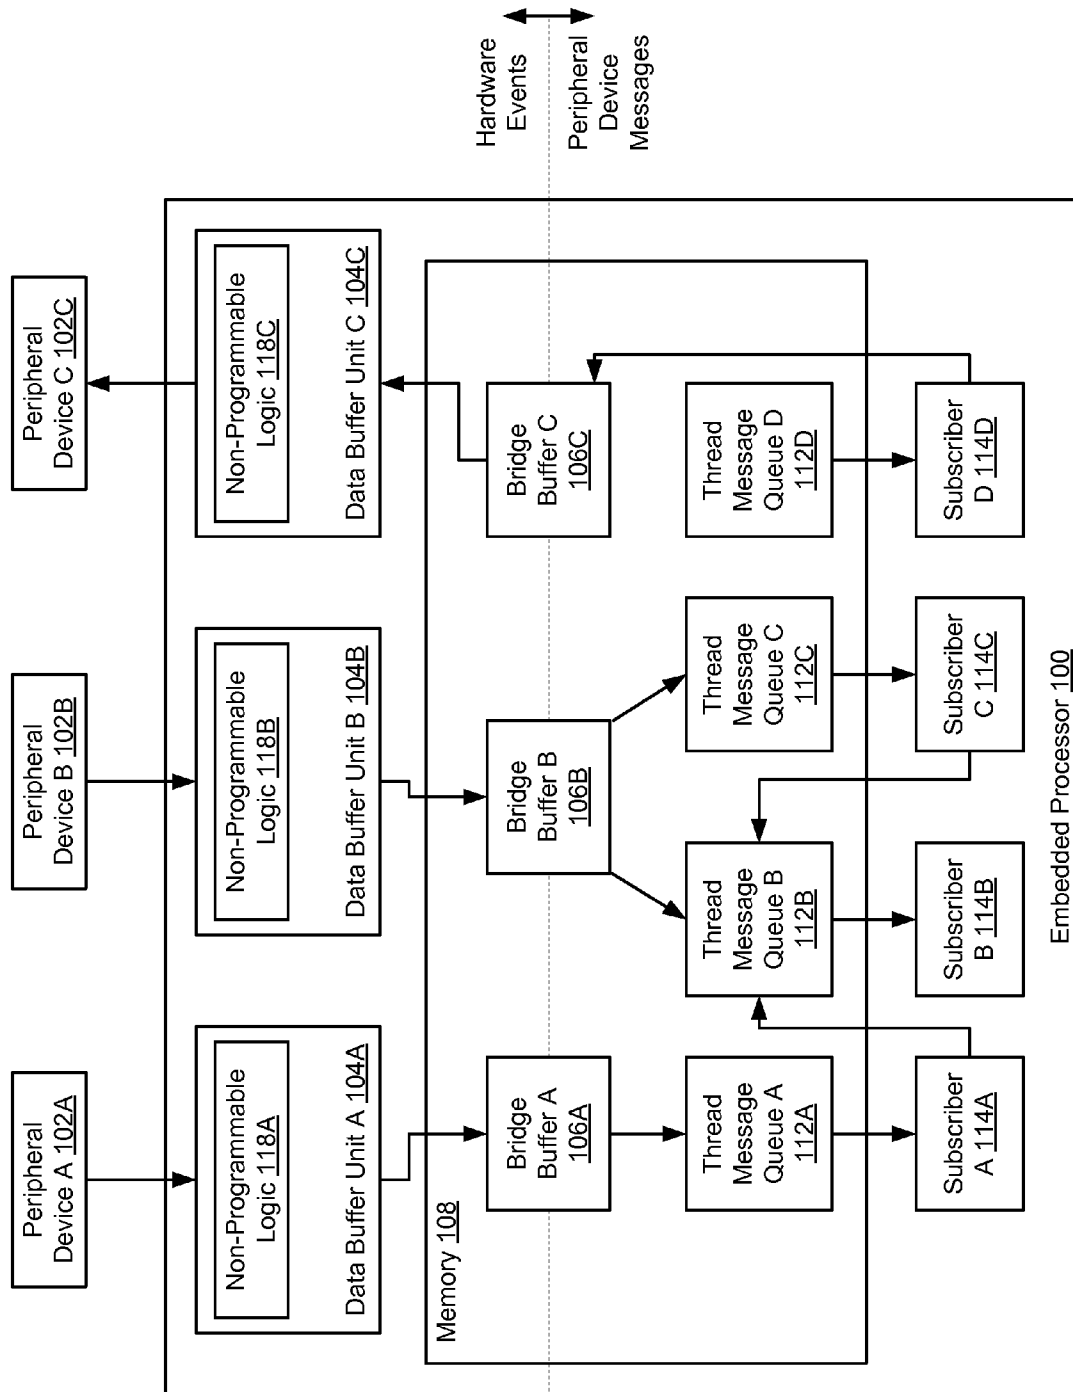 Peripheral
Device A 102A
Peripheral
Device B 102B
Peripheral
Device C 102C
Non-Programmable
Logic 118A
Data Buffer Unit A 104A
Non-Programmable
Logic 118B
Data Buffer Unit B 104B
Non-Programmable
Logic 118C
Data Buffer Unit C 104C
Memory 108
Bridge
Buffer A
106A
Bridge
Buffer B
106B
Bridge
Buffer C
106C
Hardware
Events
Peripheral
Device
Messages
Thread
Message
Queue A
112A
Thread
Message
Queue B
112B
Thread
Message
Queue C
112C
Thread
Message
Queue D
112D
Subscriber
A 114A
Subscriber
B 114B
Subscriber
C 114C
Subscriber
D 114D
Embedded Processor 100